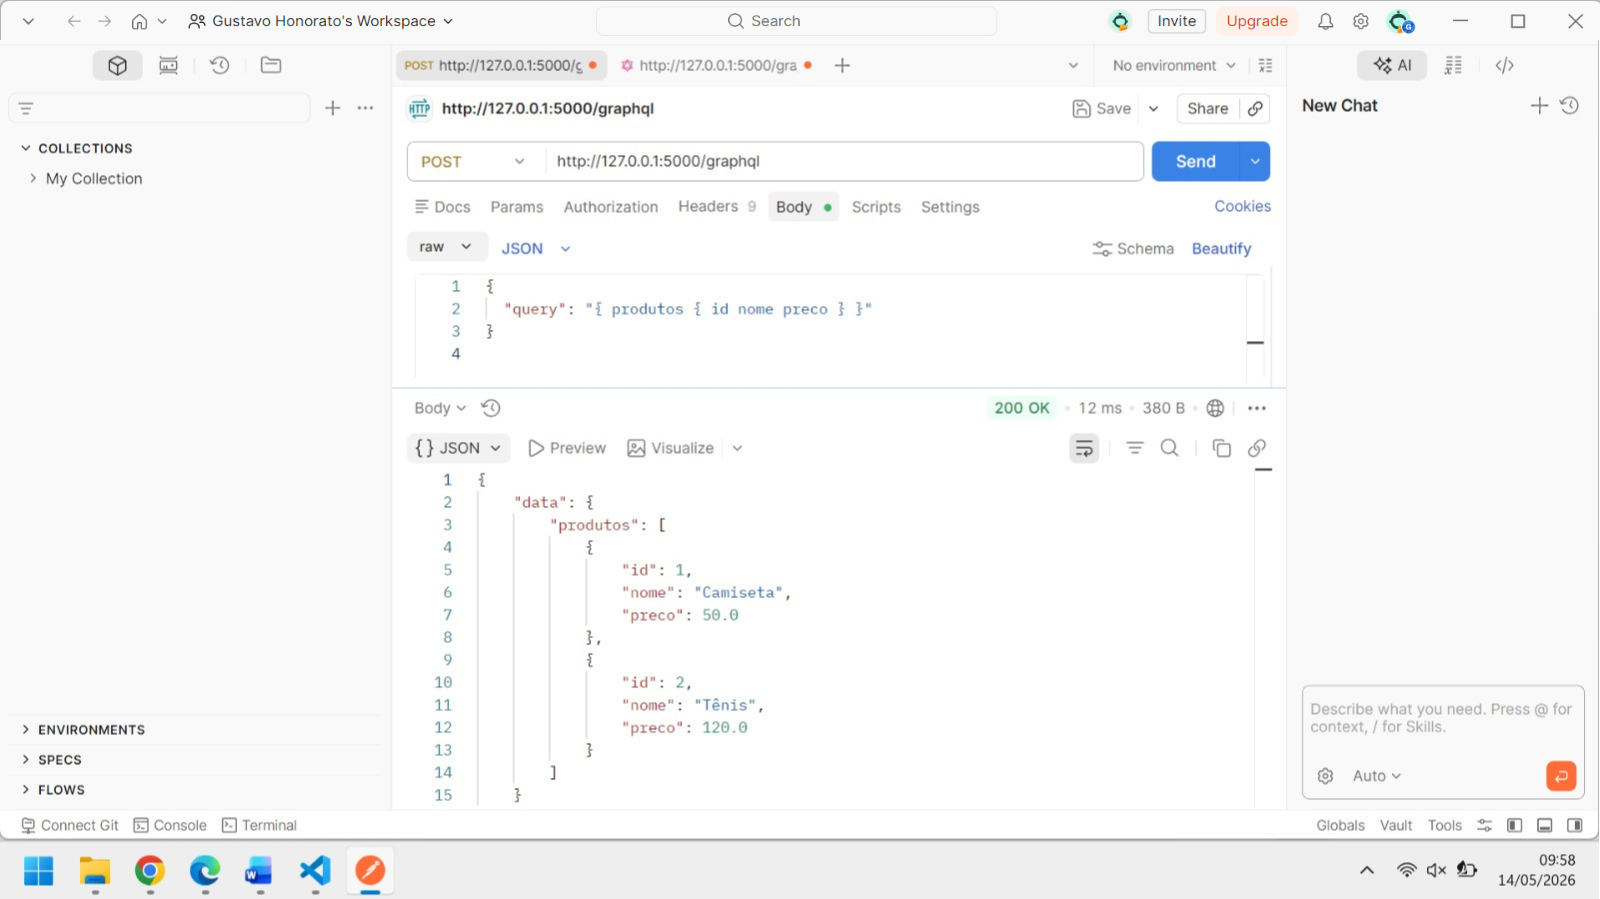 Gustavo Honorato's Workspace
Search
Invite
Upgrade
POST http://127.0.0.1:5000/g
http://127.0.0.1:5000/gra
No environment
AI
http://127.0.0.1:5000/graphql
Save
Share
New Chat
COLLECTIONS
My Collection
POST
http://127.0.0.1:5000/graphql
Send
Docs
Params
Authorization
Headers 9
Body
Scripts
Settings
Cookies
raw
JSON
Schema
Beautify
1 {
2 "query": "{ produtos { id nome preco } }"
3 }
4
Body
200 OK • 12 ms • 380 B
{ } JSON
Preview
Visualize
1 {
2 "data": {
3 "produtos": [
4 {
5 "id": 1,
6 "nome": "Camiseta",
7 "preco": 50.0
8 },
9 {
10 "id": 2,
11 "nome": "Tênis",
12 "preco": 120.0
13 }
14 ]
15 }
ENVIRONMENTS
SPECS
FLOWS
Describe what you need. Press @ for
context, / for Skills.
Auto
Connect Git
Console
Terminal
Globals
Vault
Tools
09:58
14/05/2026